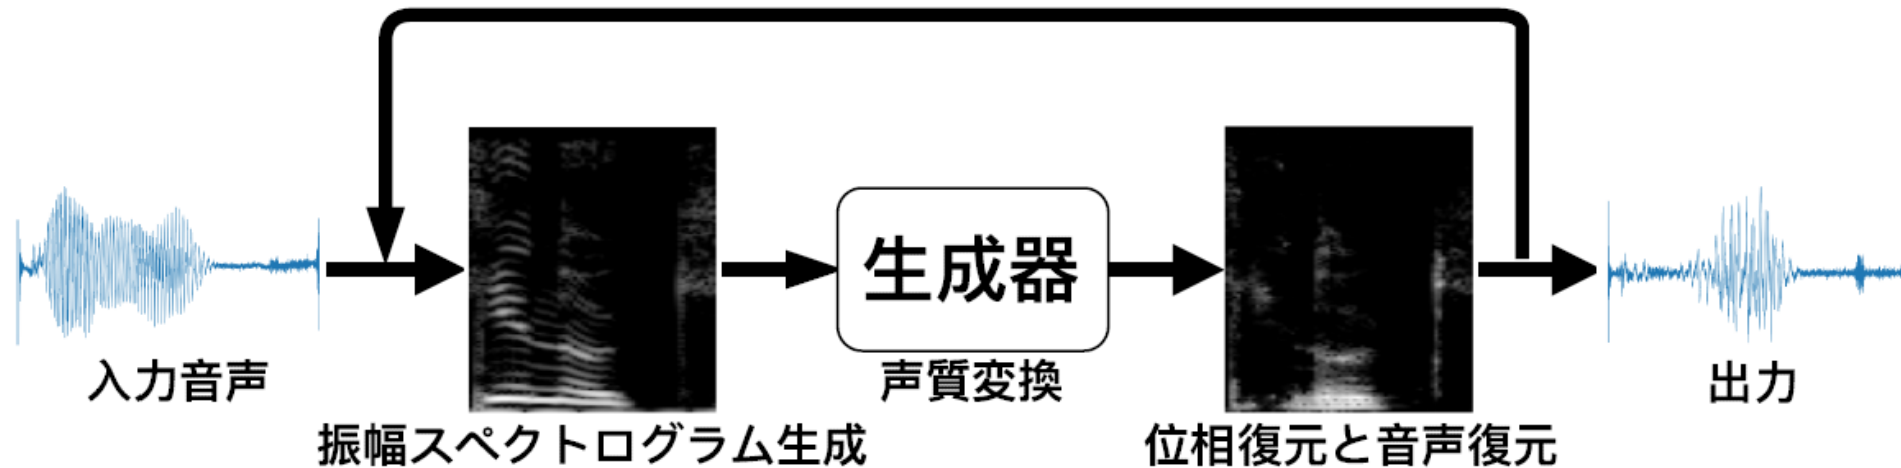 生成器
入力音声
声質変換
出力
振幅スペクトログラム生成
位相復元と音声復元